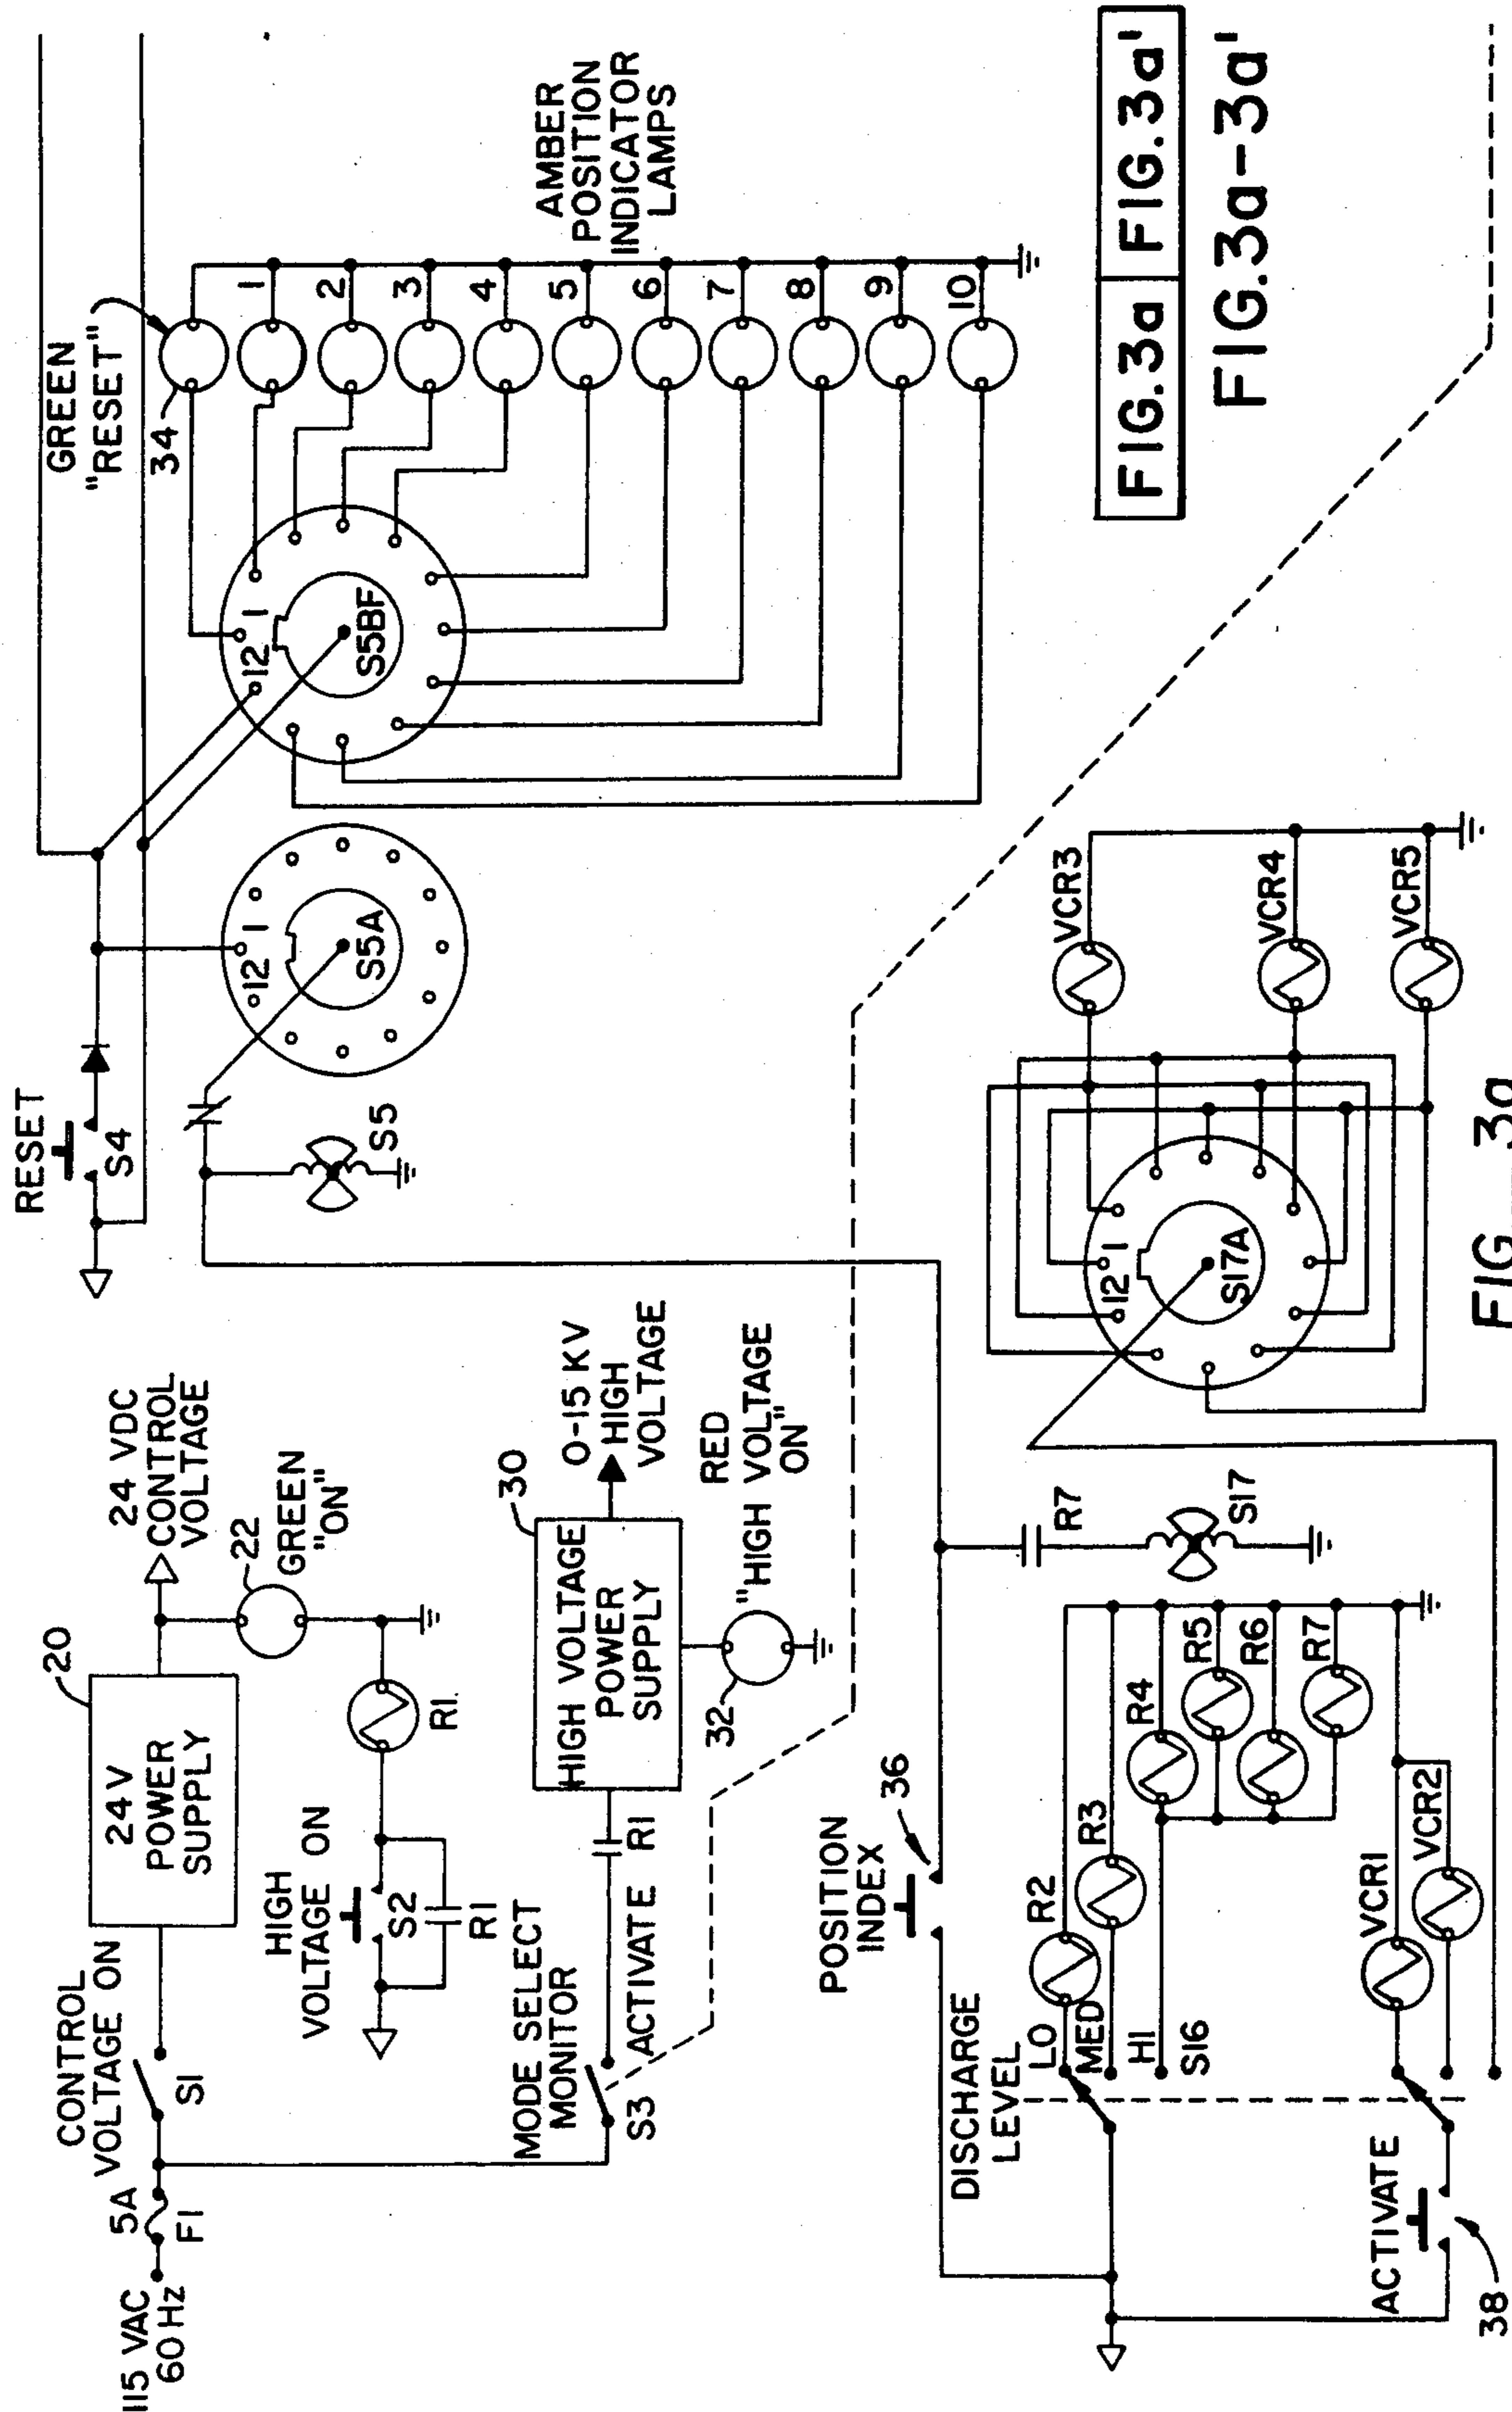 115 VAC
60 Hz
5A
F1
CONTROL
VOLTAGE ON
S1
20
24V
POWER
SUPPLY
24 VDC
CONTROL
VOLTAGE
22
GREEN
"ON"
HIGH
VOLTAGE ON
S2
R1
R1
MODE SELECT
MONITOR
S3
ACTIVATE
R1
30
HIGH VOLTAGE
POWER
SUPPLY
0-15 KV
HIGH
VOLTAGE
32
RED
"HIGH VOLTAGE
ON"
RESET
S4
S5
12
1
S5A
12
1
S5BF
GREEN
"RESET"
34
1
2
3
4
5
6
7
8
9
10
AMBER
POSITION
INDICATOR
LAMPS
POSITION
INDEX
36
DISCHARGE
LEVEL
LO
MED
HI
S16
R2
R3
R4
R5
R6
R7
VCR1
VCR2
ACTIVATE
38
R7
S17
12
1
S17A
VCR3
VCR4
VCR5
FIG. 3a
FIG.3a FIG.3a'
FIG.3a-3a'